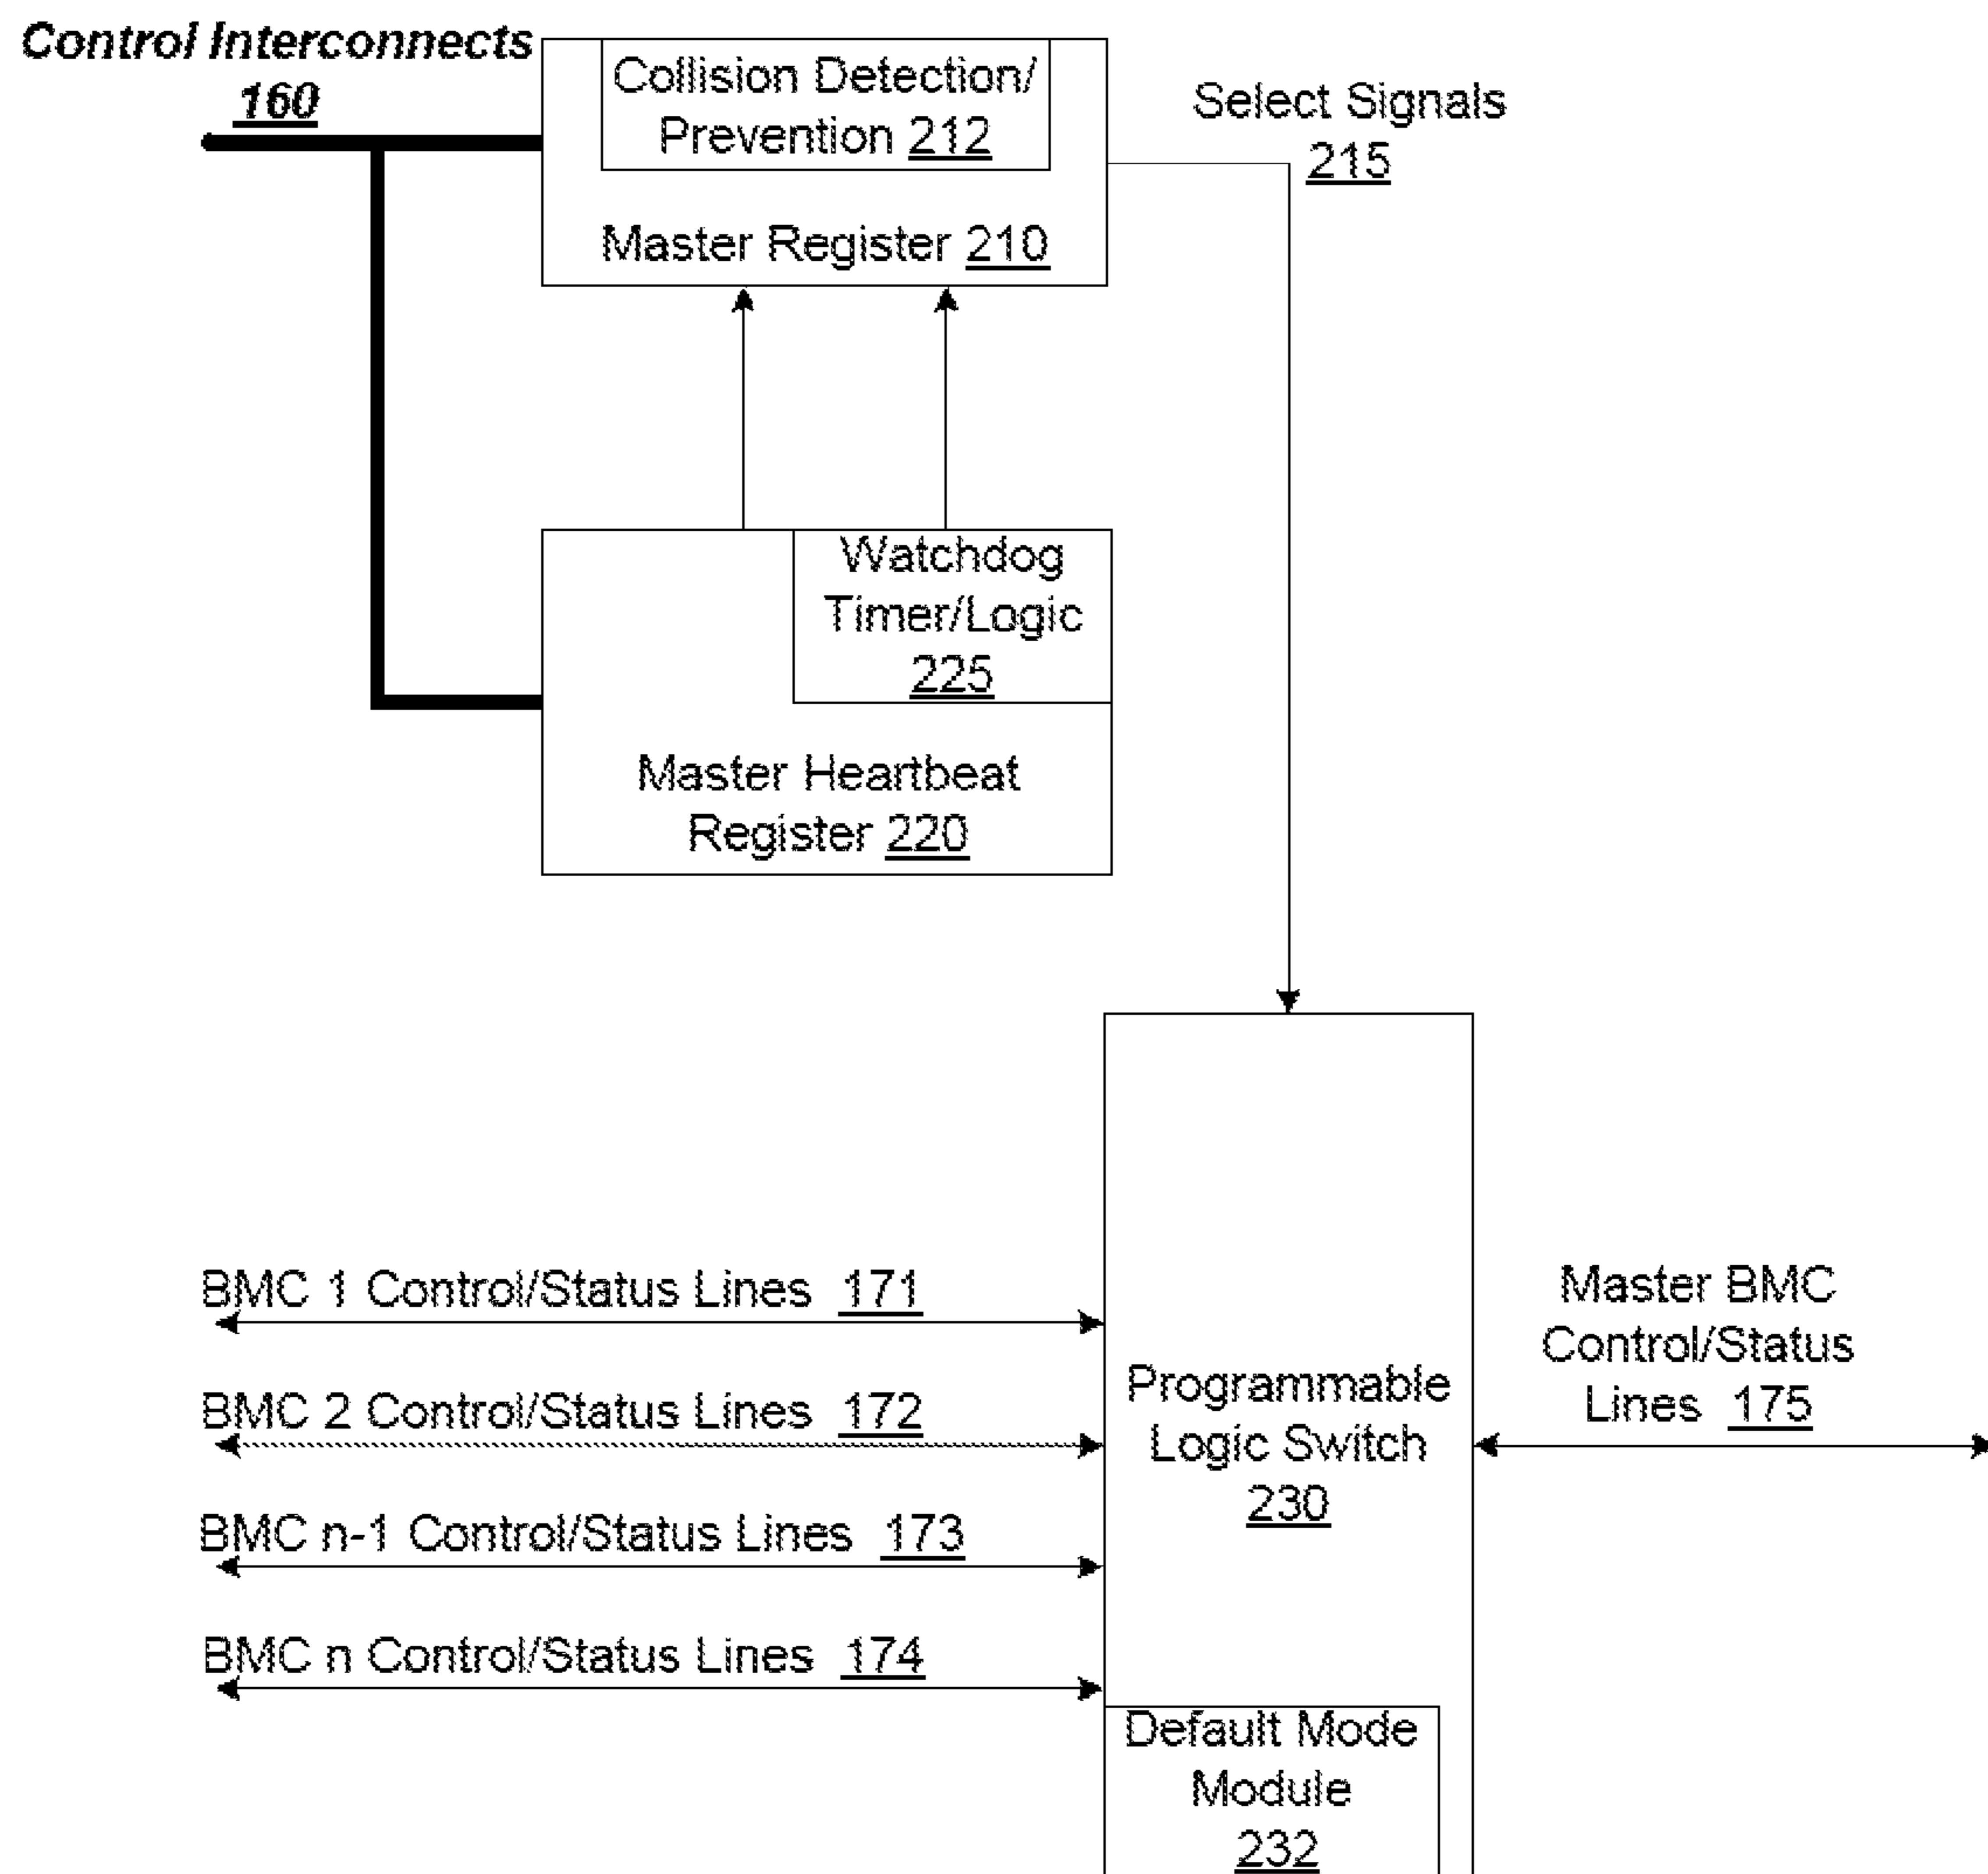 Control Interconnects
160
Collision Detection/
Prevention 212
Master Register 210
Select Signals
215
Watchdog
Timer/Logic
225
Master Heartbeat
Register 220
BMC 1 Control/Status Lines 171
BMC 2 Control/Status Lines 172
BMC n-1 Control/Status Lines 173
BMC n Control/Status Lines 174
Programmable
Logic Switch
230
Master BMC
Control/Status
Lines 175
Default Mode
Module
232